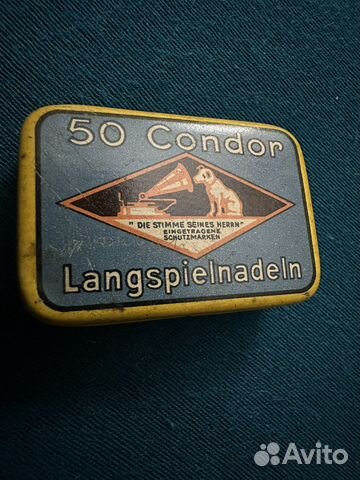 50 Condor
"DIE STIMME SEINES HERRN"
EINGETRAGENE
SCHUTZMARKEN
Langspielnadeln
Avito